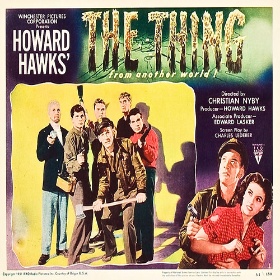 WINCHESTER PICTURES
CORPORATION
Presents
HOWARD
HAWKS'
THE THING
from another world!
Directed by
CHRISTIAN NYBY
Producer - HOWARD HAWKS
Associate Producer -
EDWARD LASKER
Screen Play by
CHARLES LEDERER
RKO